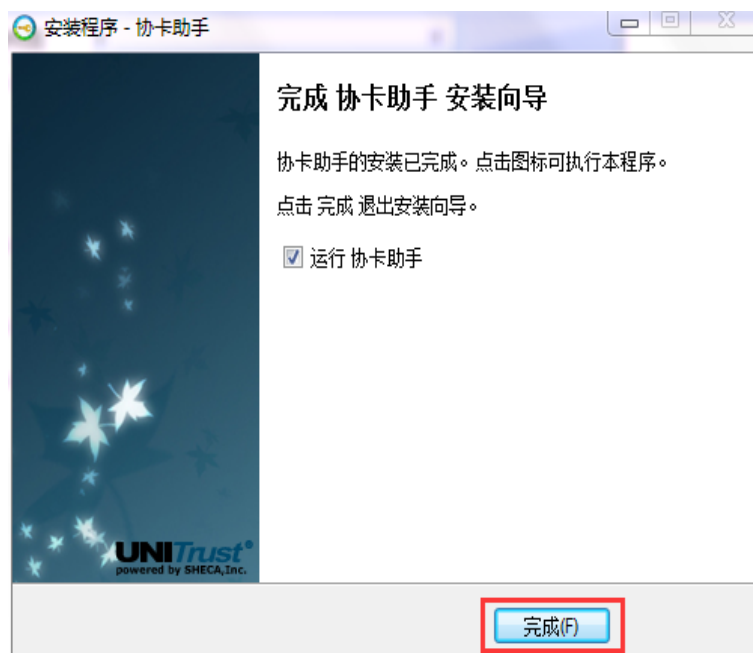 安装程序 - 协卡助手
完成 协卡助手 安装向导
协卡助手的安装已完成。点击图标可执行本程序。
点击 完成 退出安装向导。
运行 协卡助手
UNITrust®
powered by SHECA,Inc.
完成(F)